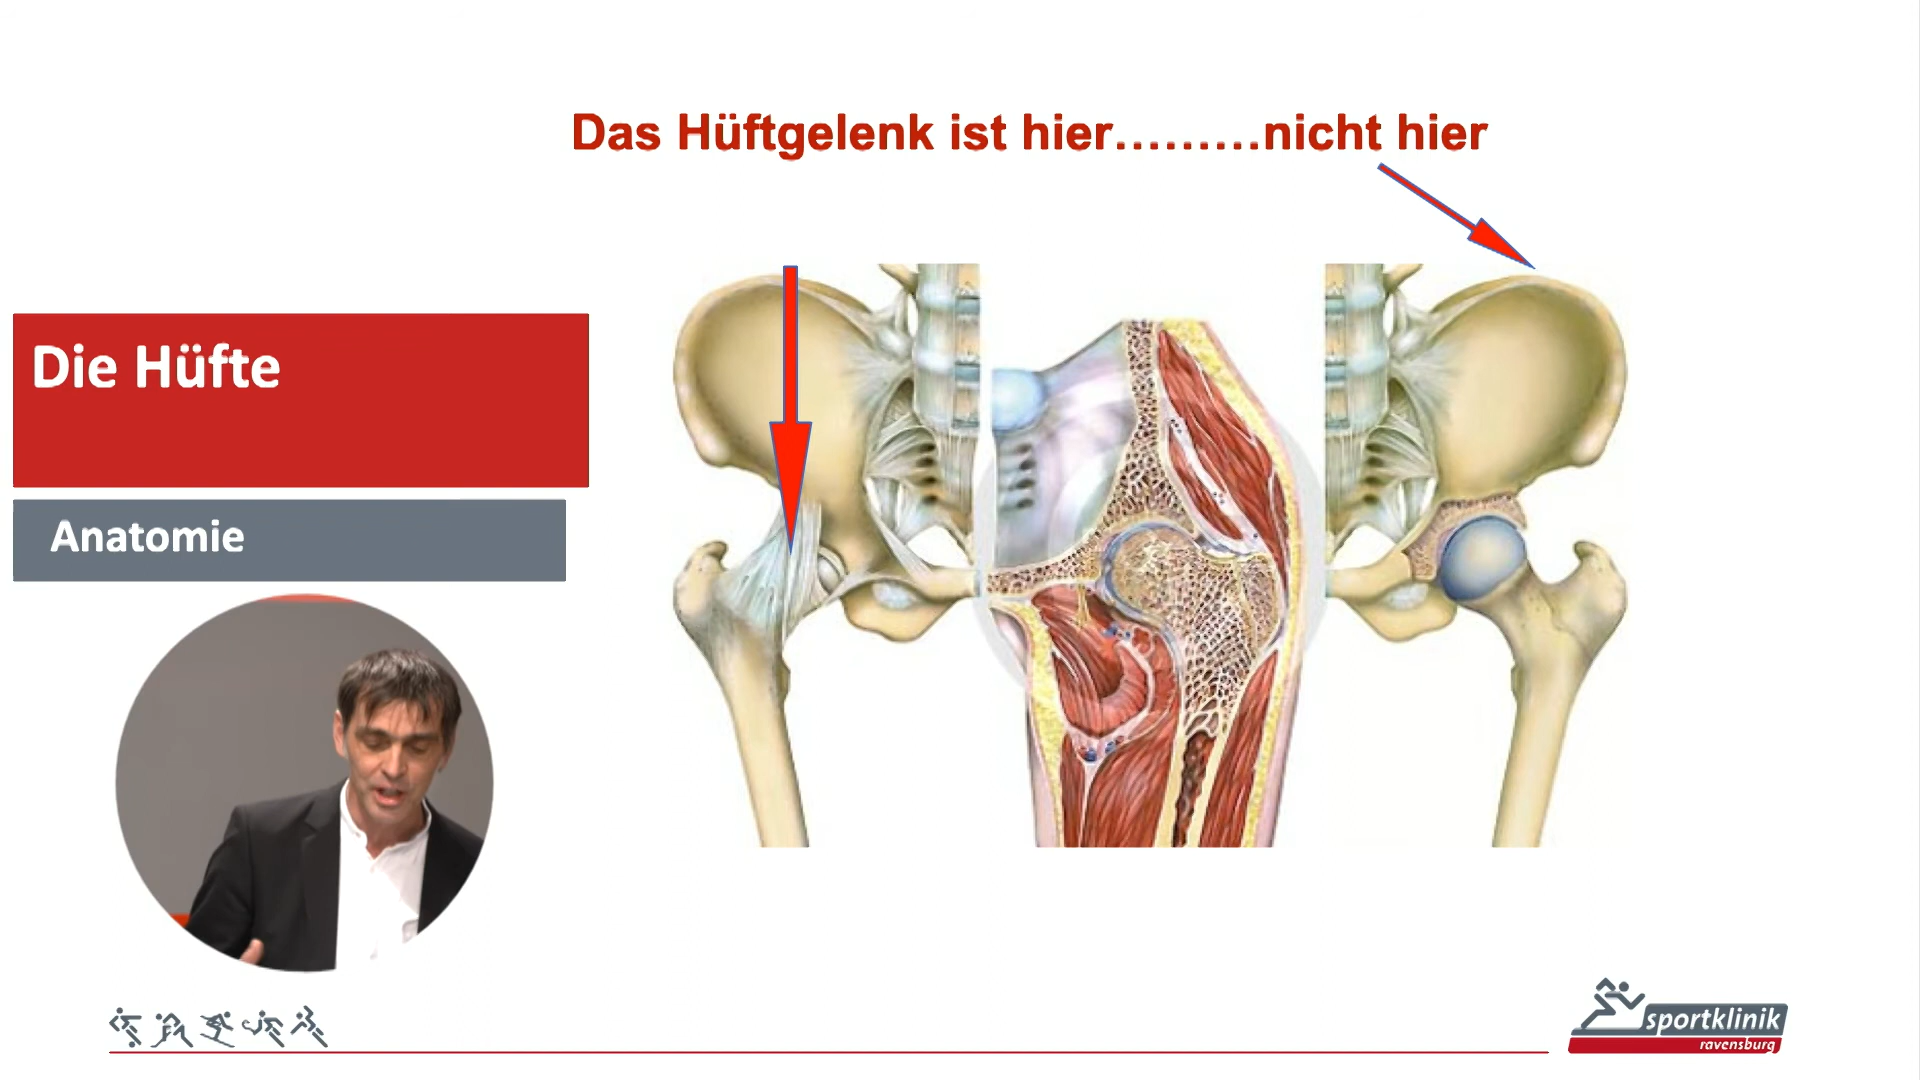 Das Hüftgelenk ist hier………nicht hier
Die Hüfte
Anatomie
sportklinik
ravensburg